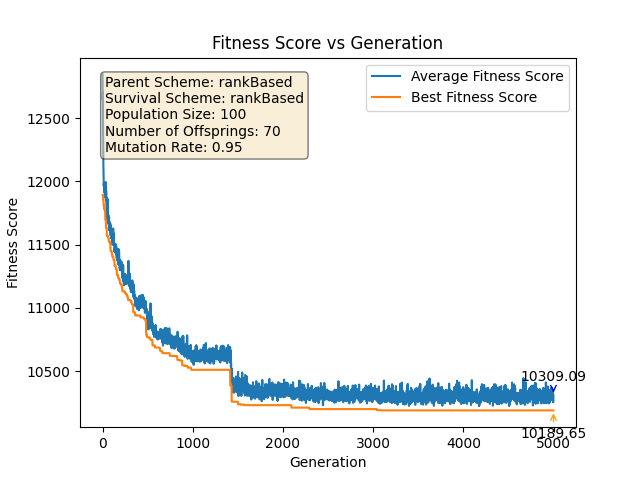 Fitness Score vs Generation
Parent Scheme: rankBased
Survival Scheme: rankBased
Population Size: 100
Number of Offsprings: 70
Mutation Rate: 0.95
Average Fitness Score
Best Fitness Score
Fitness Score
12500
12000
11500
11000
10500
10309.09
10189.65
0
1000
2000
3000
4000
5000
Generation